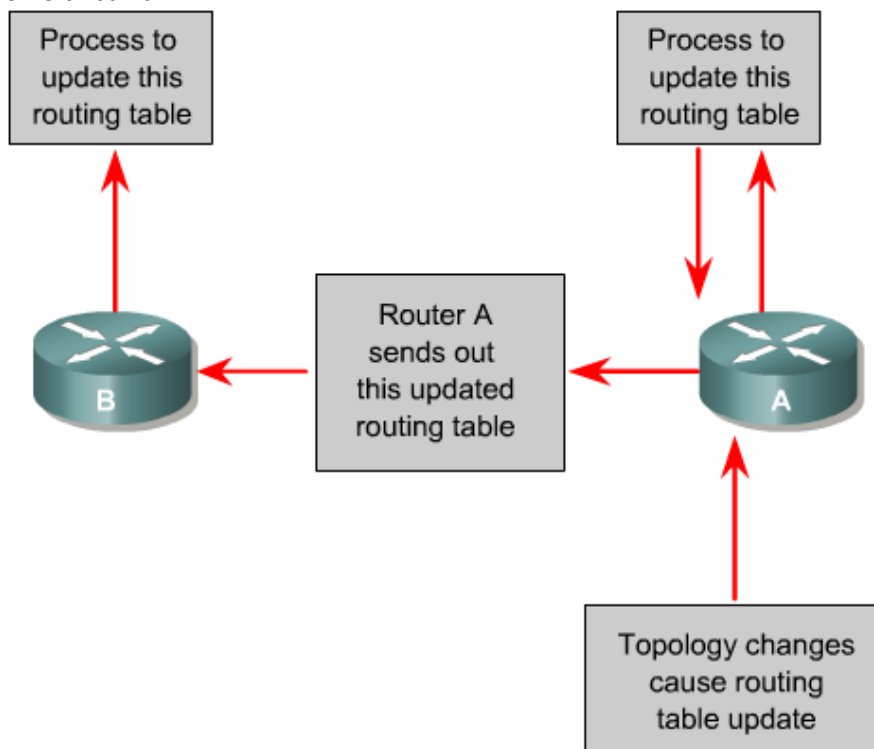 Process to
update this
routing table
Process to
update this
routing table
Router A
sends out
this updated
routing table
B
A
Topology changes
cause routing
table update